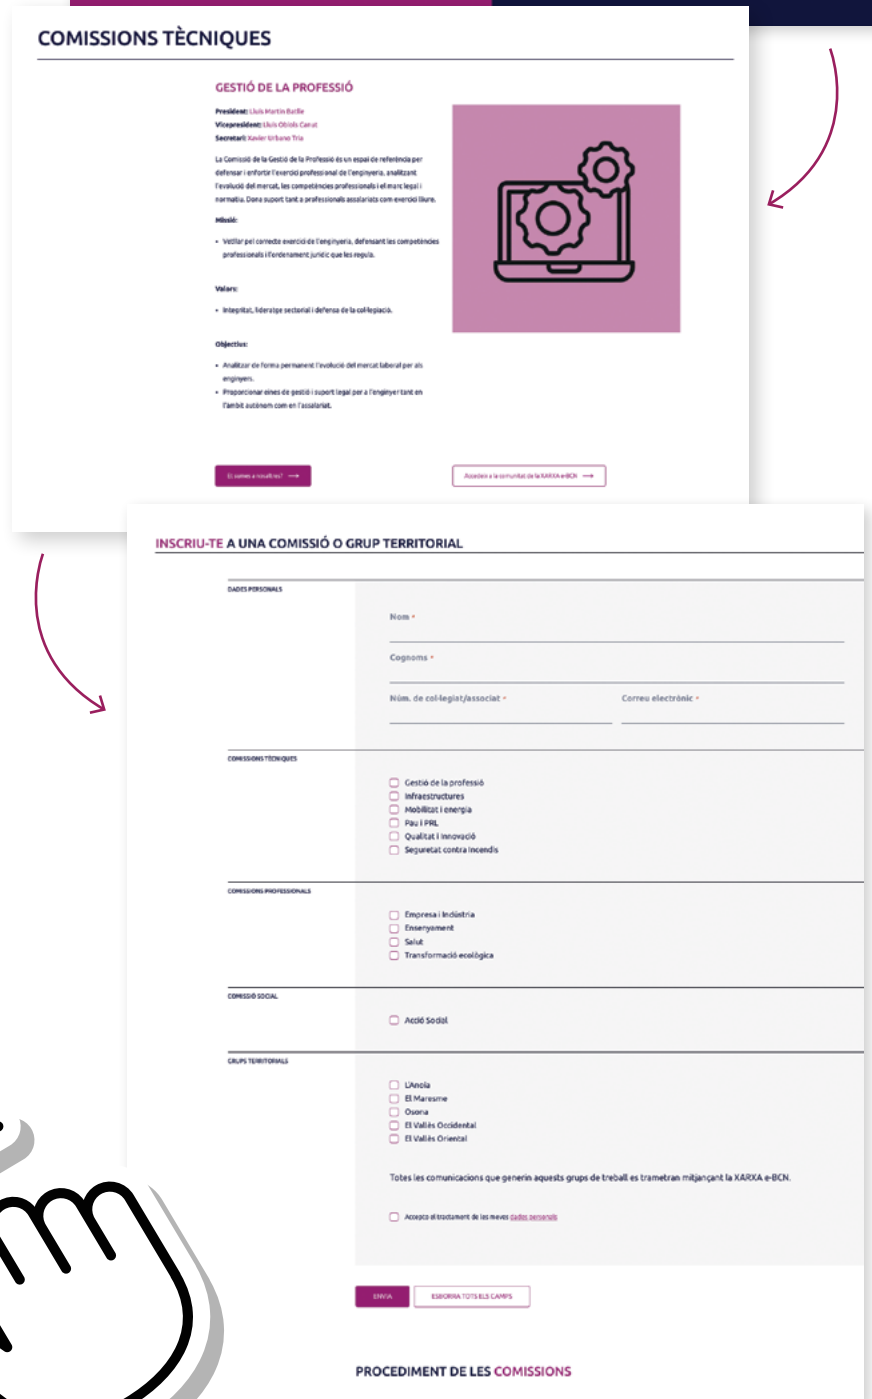 COMISSIONS TÈCNIQUES
GESTIÓ DE LA PROFESSIÓ
President: Lluís Martín Batlle
Vicepresident: Lluís Obiols Canut
Secretari: Xavier Urbano Tria
La Comissió de la Gestió de la Professió és un espai de referència per
defensar i enfortir l'exercici professional de l'enginyeria, analitzant
l'evolució del mercat, les competències professionals i el marc legal i
normatiu. Dona suport tant a professionals assalariats com exercici lliure.
Missió:
• Vetllar pel correcte exercici de l'enginyeria, defensant les competències
professionals i l'ordenament jurídic que les regula.
Valors:
• Integritat, lideratge sectorial i defensa de la col·legiació.
Objectius:
• Analitzar de forma permanent l'evolució del mercat laboral per als
enginyers.
• Proporcionar eines de gestió i suport legal per a l'enginyer tant en
l'àmbit autònom com en l'assalariat.
Et sumes a nosaltres? →
Accedeix a la comunitat de la XARXA e-BCN →
INSCRIU-TE A UNA COMISSIÓ O GRUP TERRITORIAL
DADES PERSONALS
Nom *
Cognoms *
Núm. de col·legiat/associat *
Correu electrònic *
COMISSIONS TÈCNIQUES
Gestió de la professió
Infraestructures
Mobilitat i energia
Pau i PRL
Qualitat i Innovació
Seguretat contra Incendis
COMISSIONS PROFESSIONALS
Empresa i Indústria
Ensenyament
Salut
Transformació ecològica
COMISSIÓ SOCIAL
Acció Social
GRUPS TERRITORIALS
L'Anoia
El Maresme
Osona
El Vallès Occidental
El Vallès Oriental
Totes les comunicacions que generin aquests grups de treball es trametran mitjançant la XARXA e-BCN.
Accepto el tractament de les meves dades personals
ENVIA
ESBORRA TOTS ELS CAMPS
PROCEDIMENT DE LES COMISSIONS